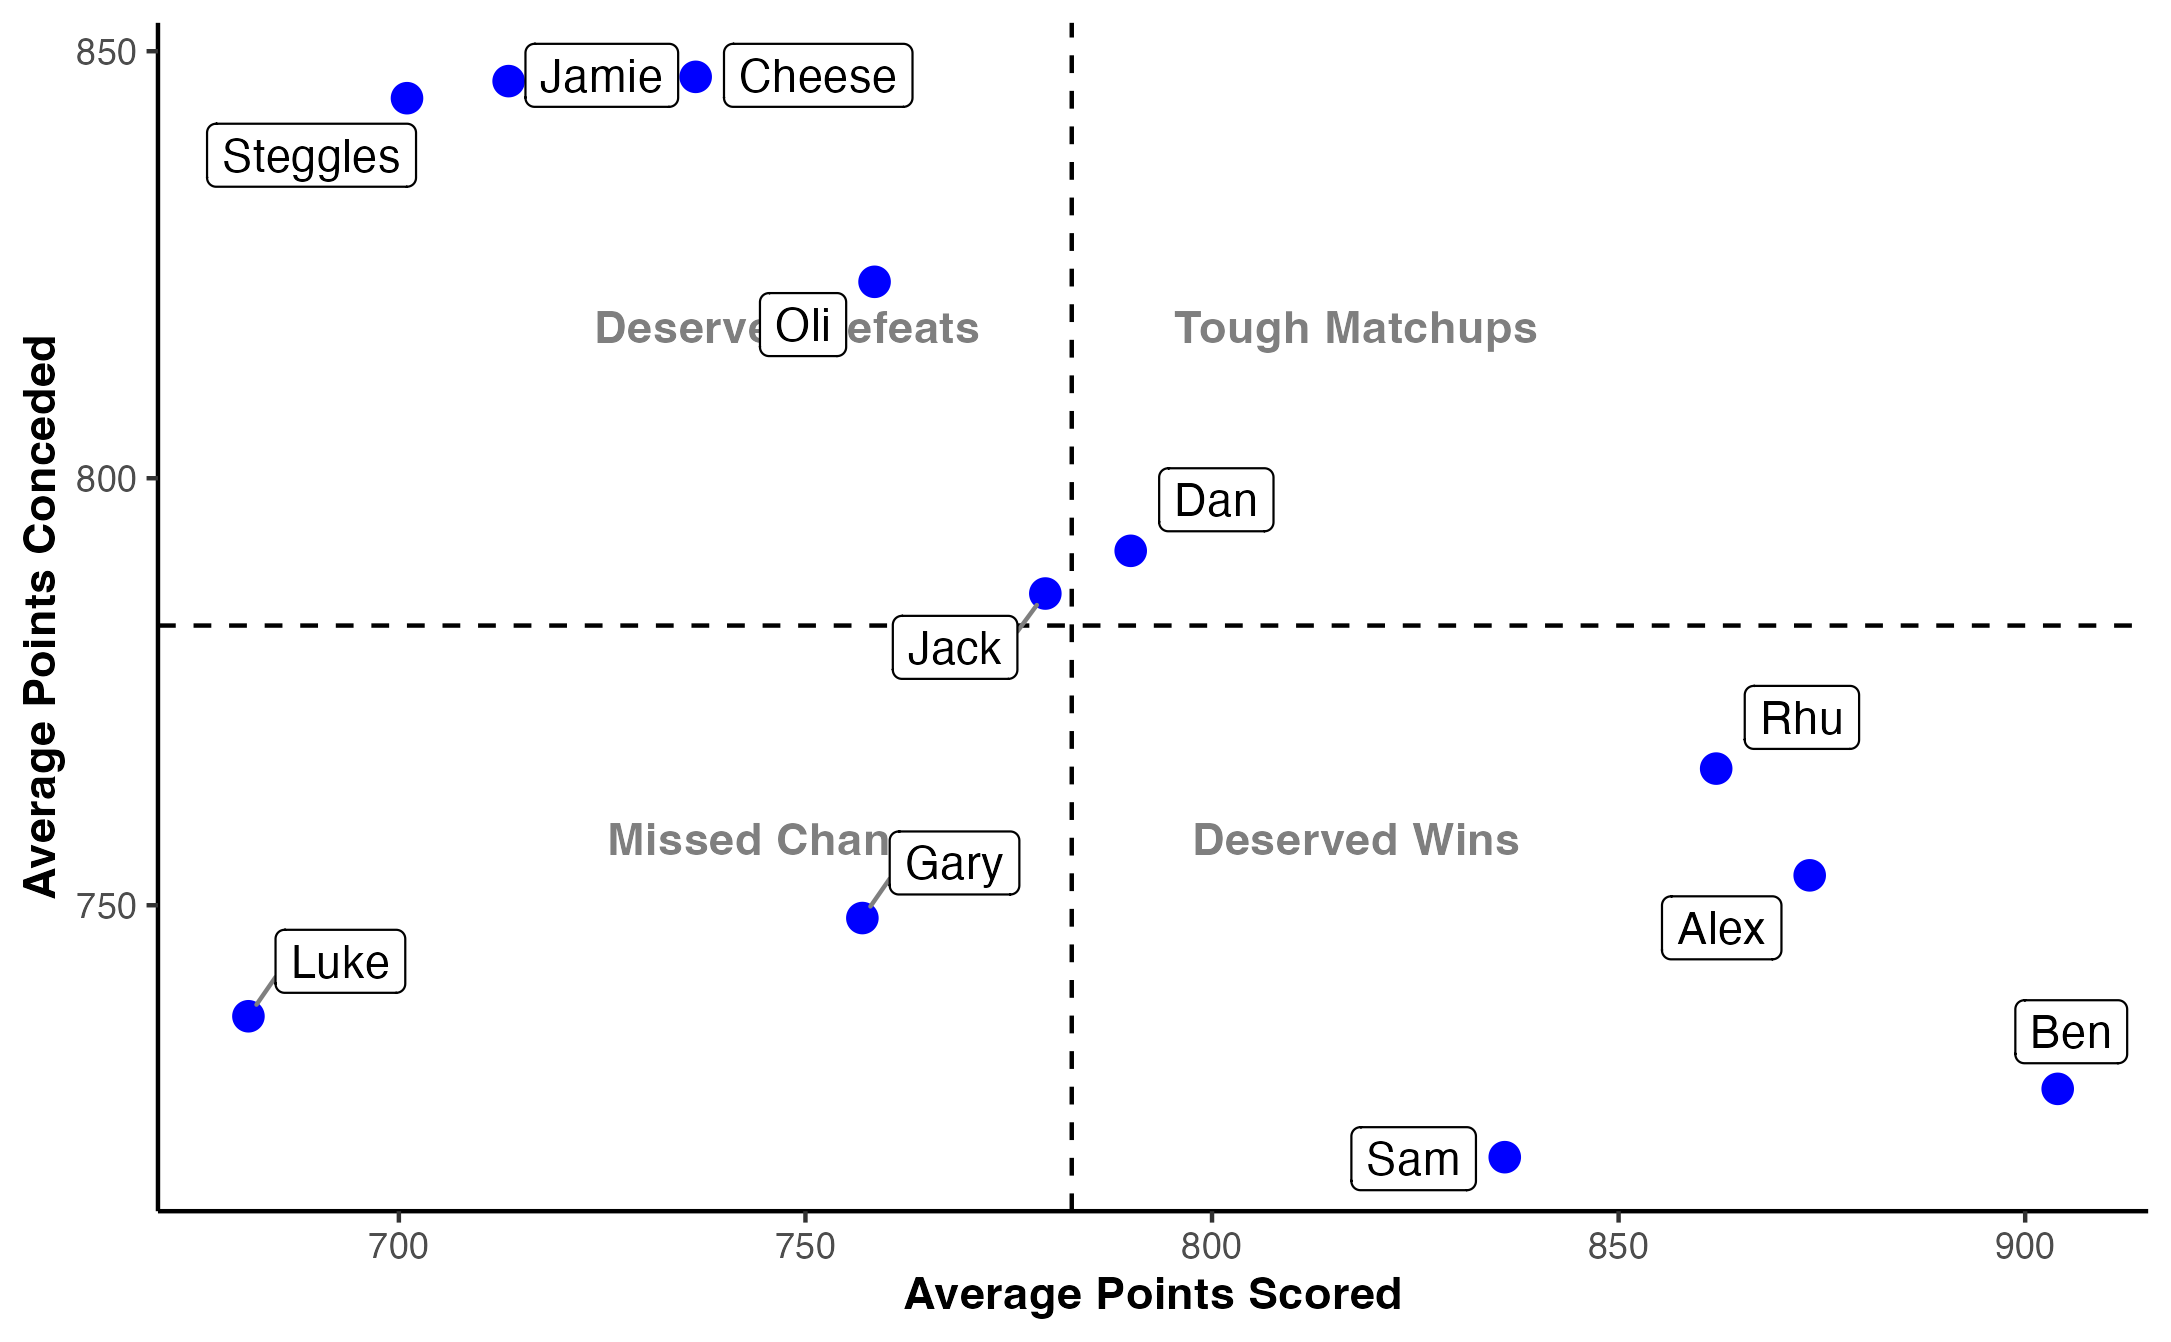 850
Jamie
Cheese
Steggles
Deserve
Oli
efeats
Tough Matchups
800
Dan
Jack
Rhu
Missed Chan
Gary
Deserved Wins
750
Alex
Luke
Ben
Sam
700
750
800
850
900
Average Points Scored
Average Points Conceded